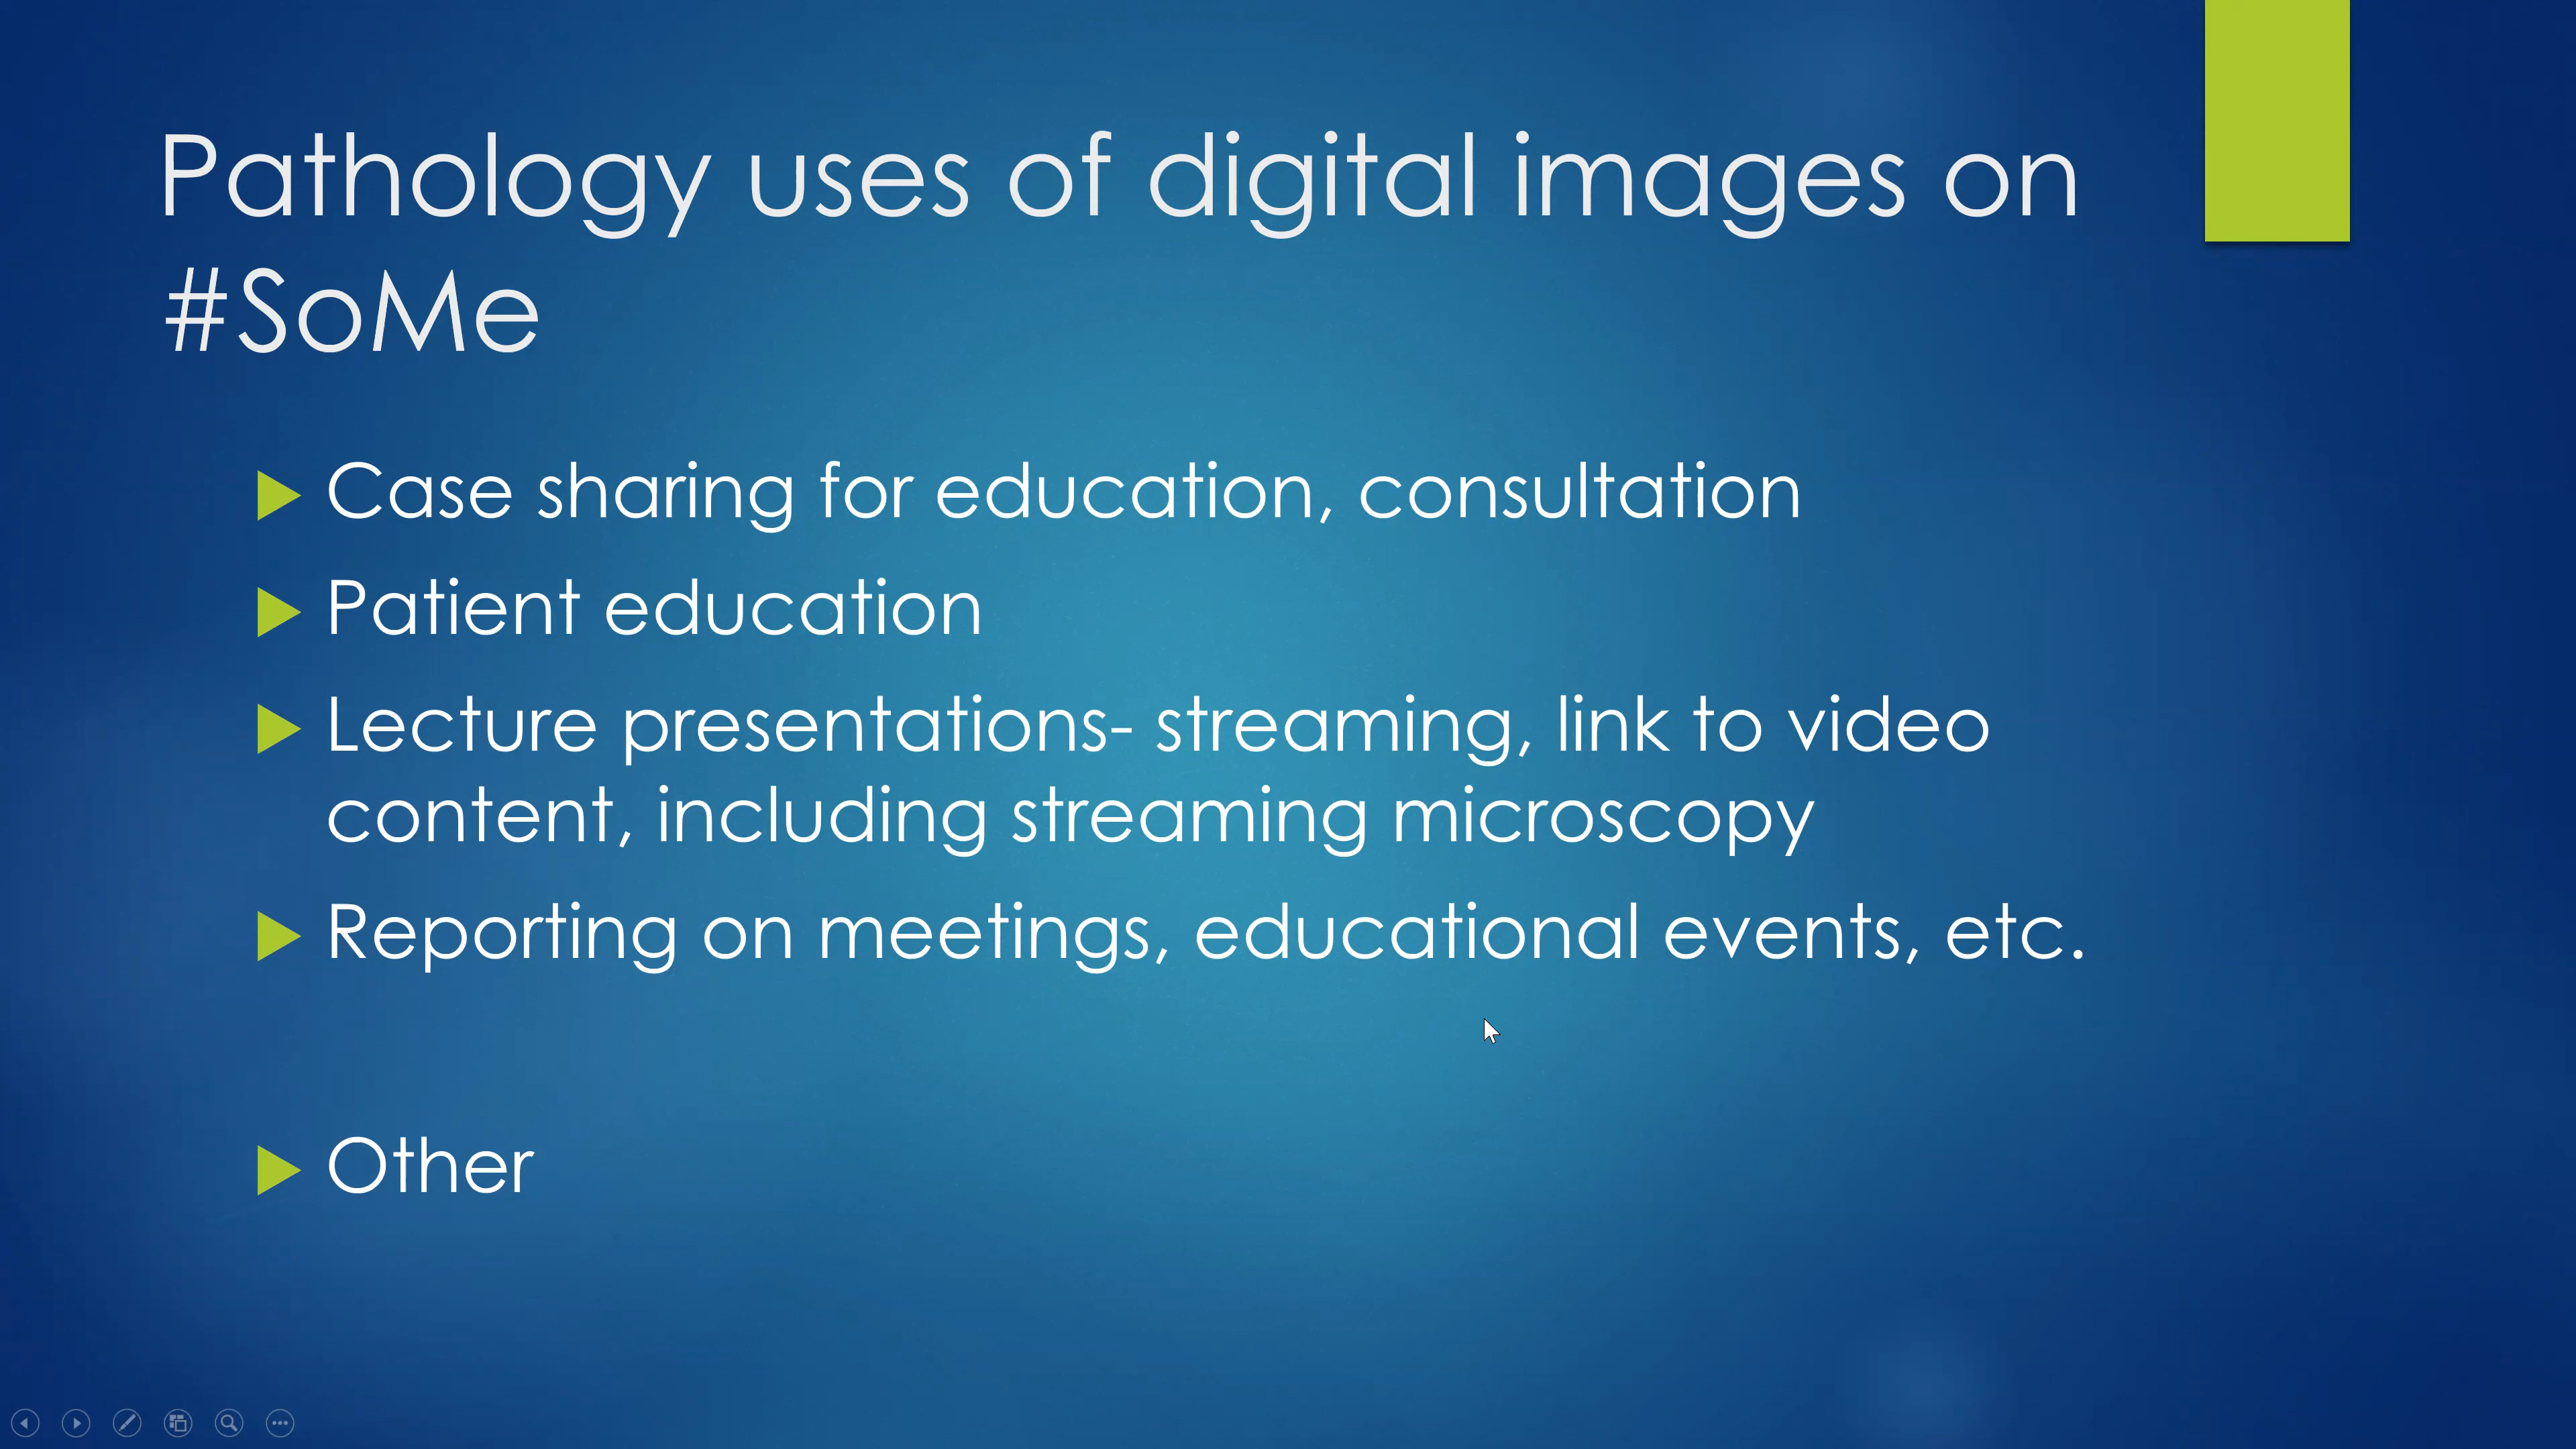 Pathology uses of digital images on
#SoMe
Case sharing for education, consultation
Patient education
Lecture presentations- streaming, link to video
content, including streaming microscopy
Reporting on meetings, educational events, etc.
Other